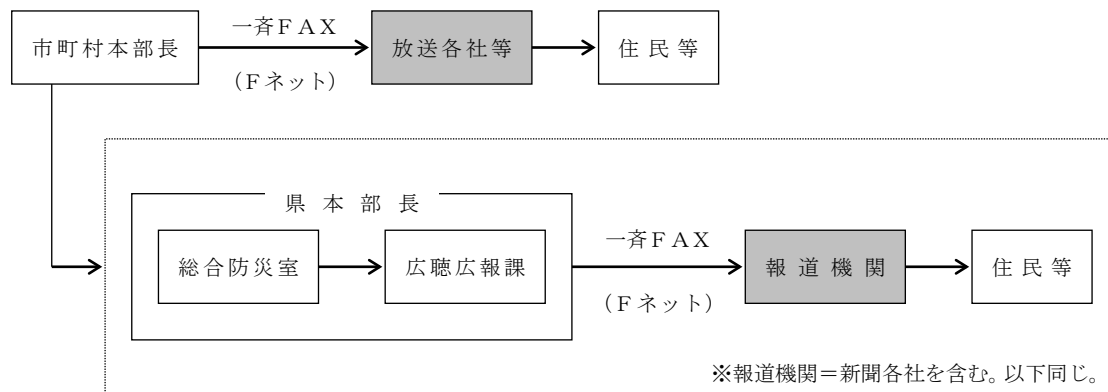 一斉ＦＡＸ
市町村本部長
放送各社等
住民等
（Ｆネット）
県本部長
一斉ＦＡＸ
総合防災室
広聴広報課
報道機関
住民等
（Ｆネット）
※報道機関＝新聞各社を含む。以下同じ。